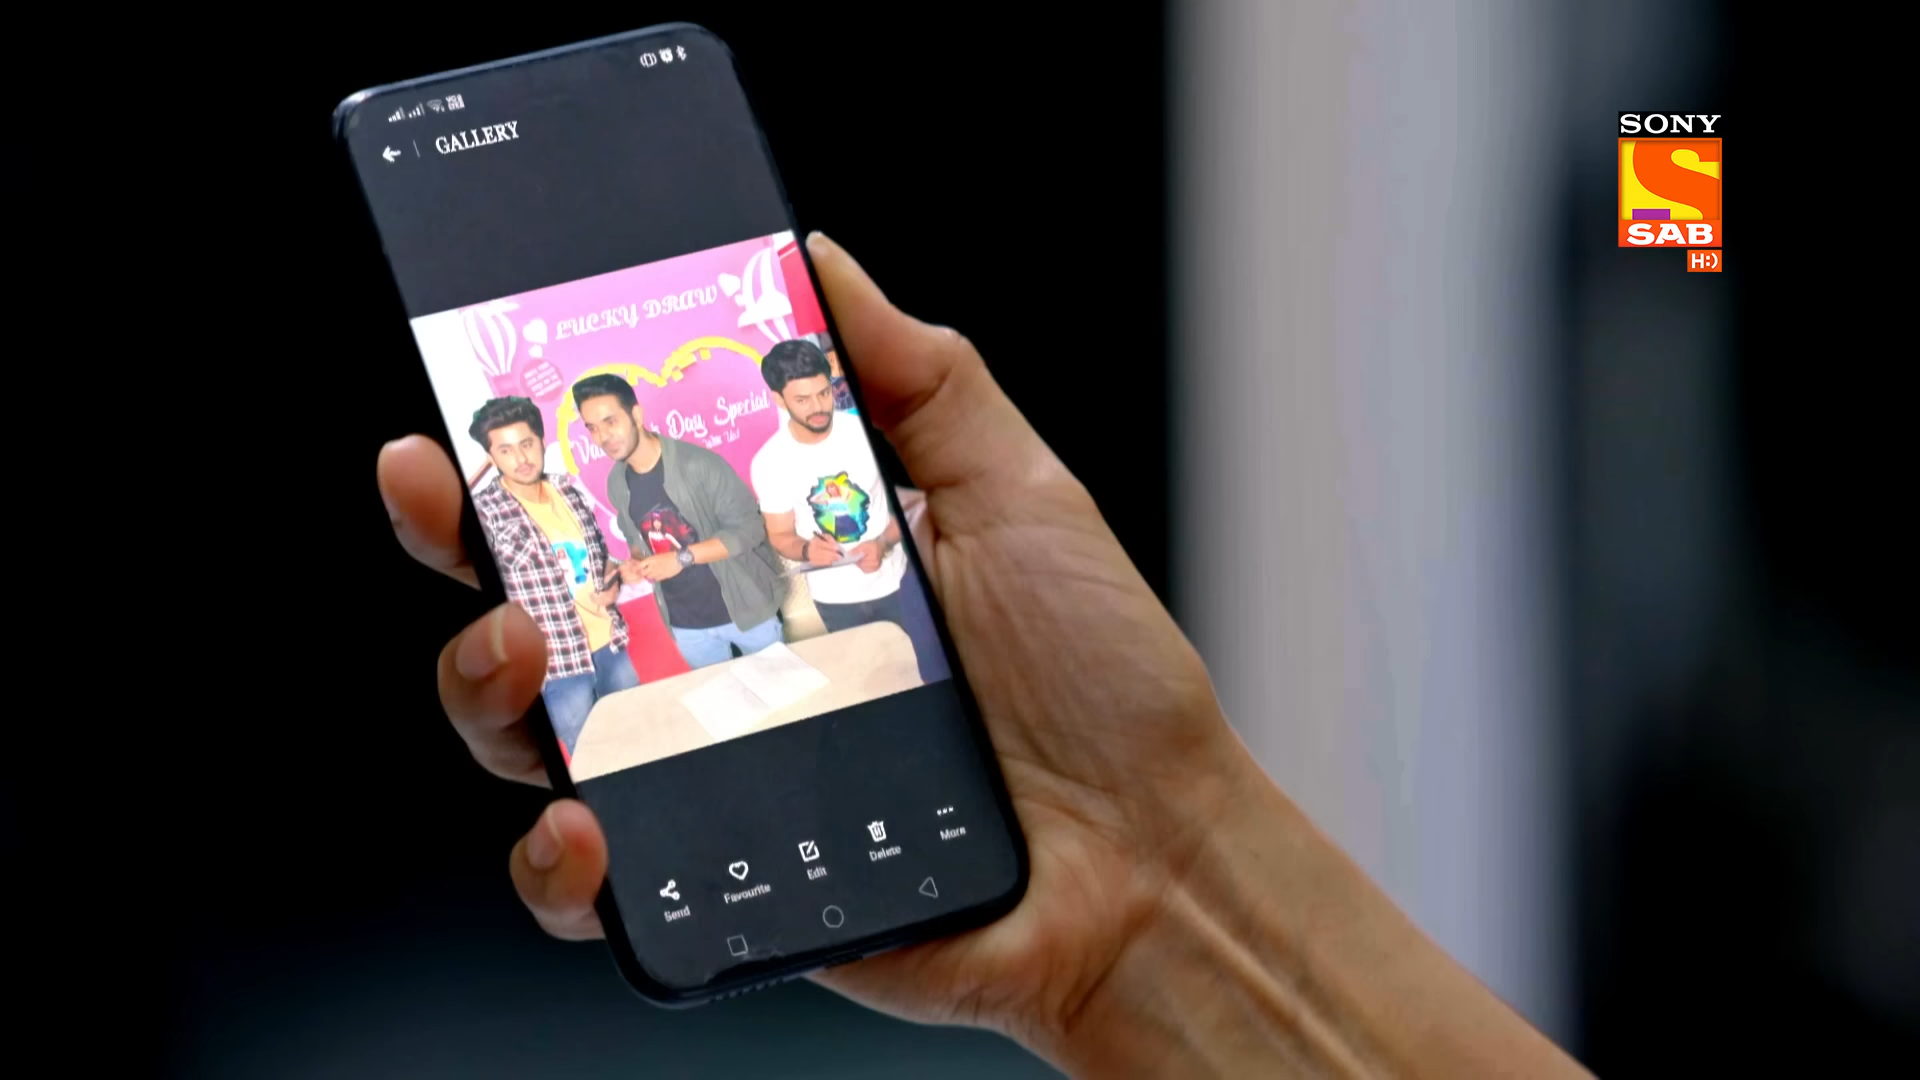 GALLERY
LUCKY DRAW
Day Special
Send
Favourite
Edit
Delete
More
SONY
SAB
H:)